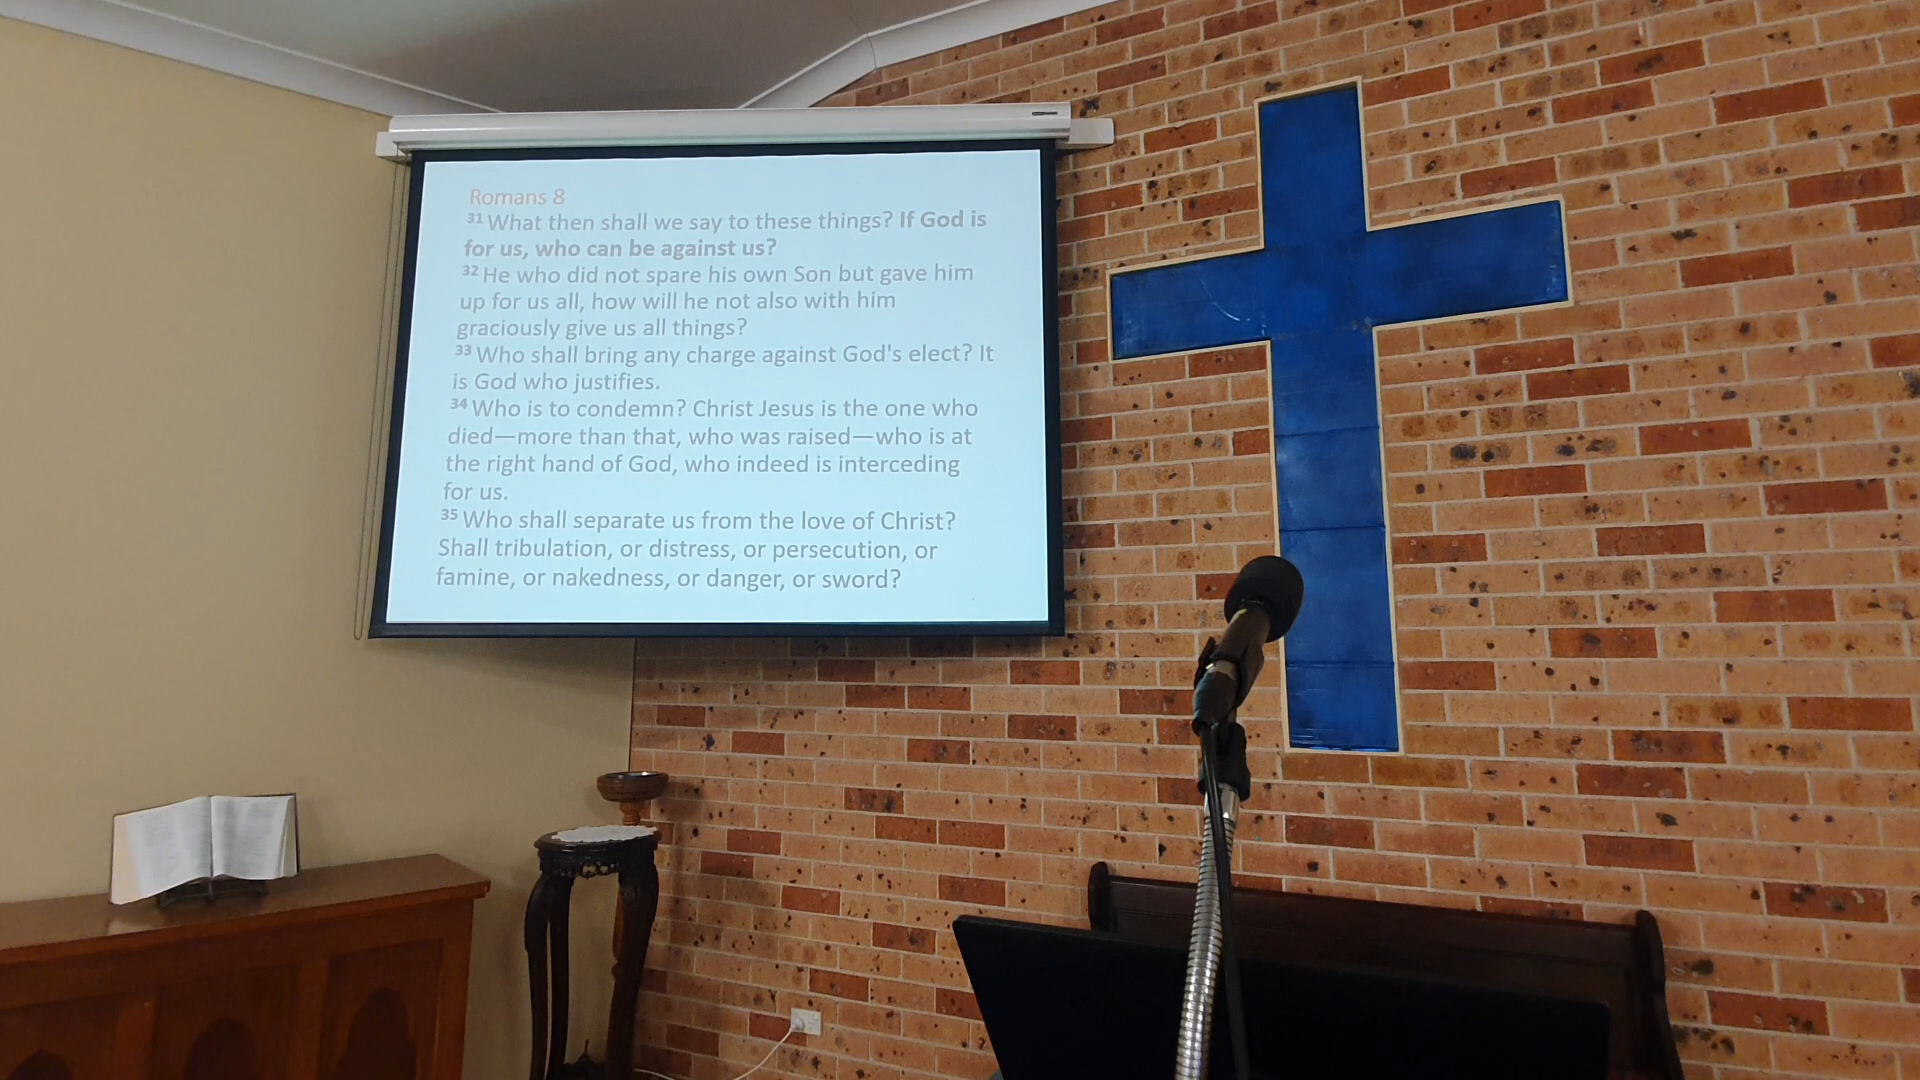 Romans 8
31 What then shall we say to these things? If God is
for us, who can be against us?
32 He who did not spare his own Son but gave him
up for us all, how will he not also with him
graciously give us all things?
33 Who shall bring any charge against God's elect? It
is God who justifies.
34 Who is to condemn? Christ Jesus is the one who
died—more than that, who was raised—who is at
the right hand of God, who indeed is interceding
for us.
35 Who shall separate us from the love of Christ?
Shall tribulation, or distress, or persecution, or
famine, or nakedness, or danger, or sword?